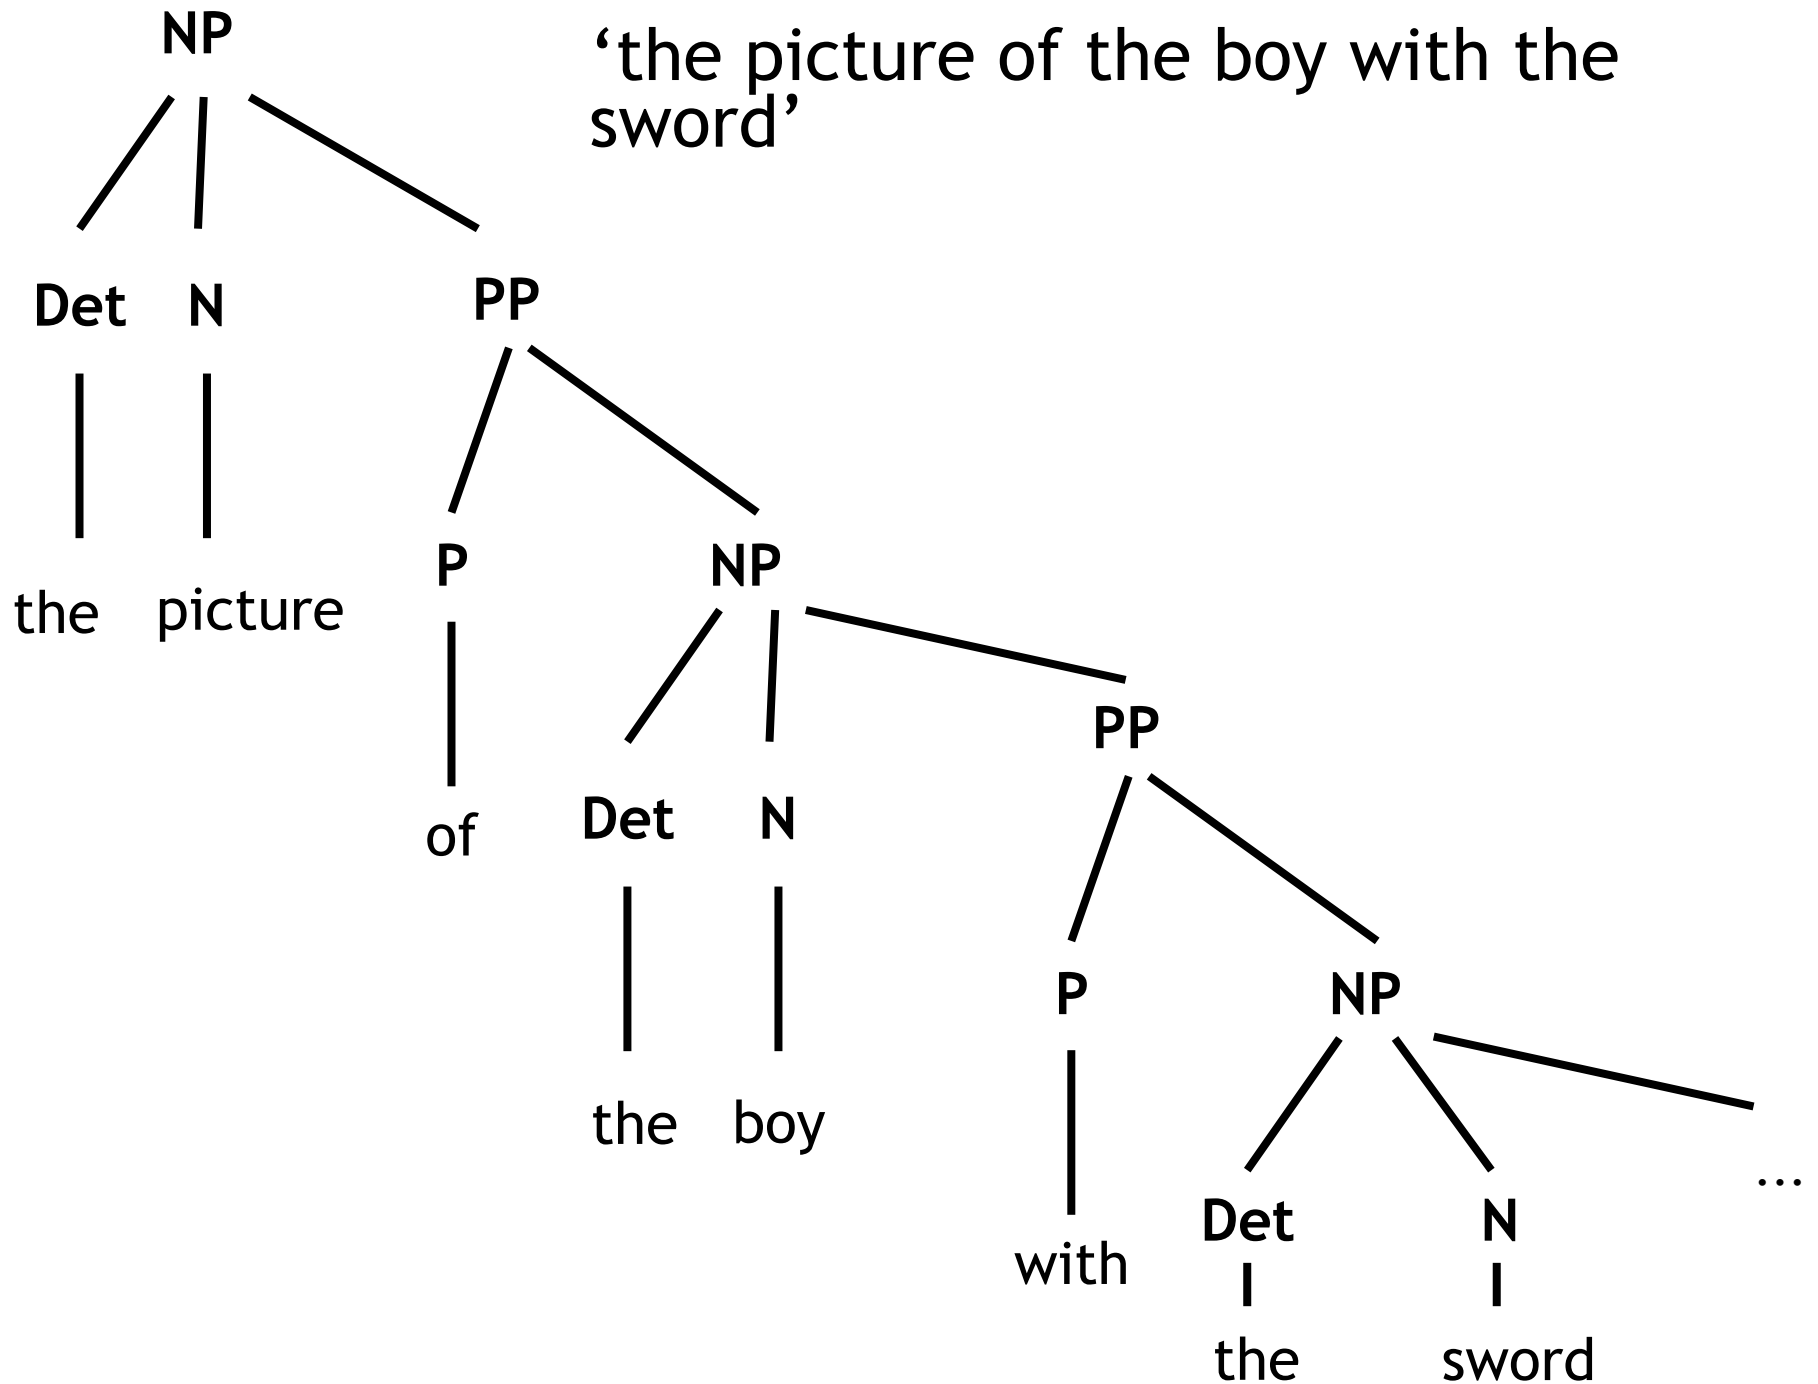 NP
‘the picture of the boy with the
sword’
Det N PP
P NP
the picture
PP
of Det N
P NP
the boy
...
Det N
with
the sword